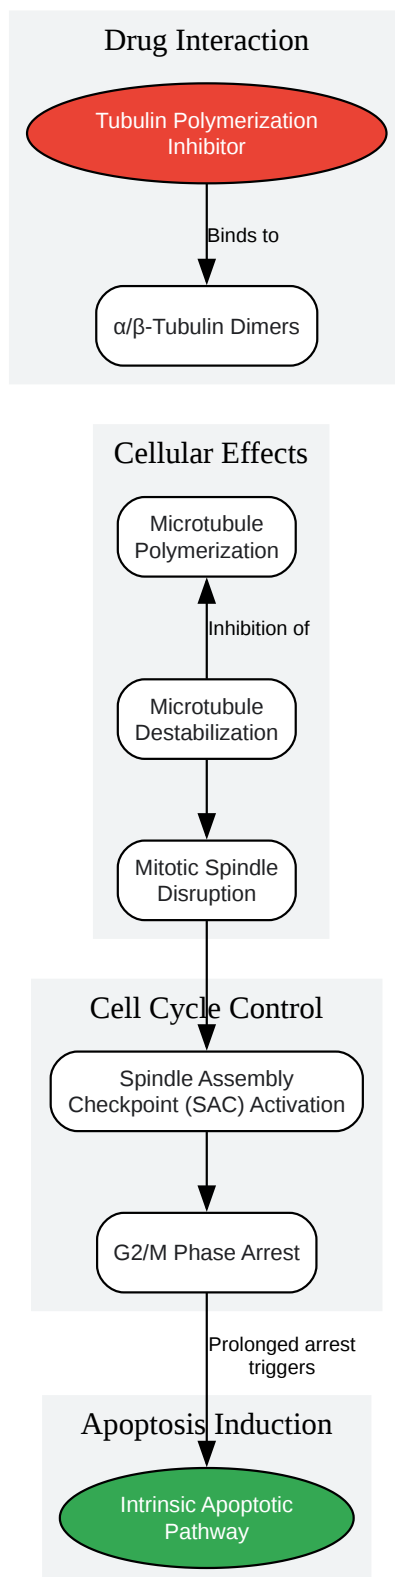 Drug Interaction
Tubulin Polymerization
Inhibitor
Binds to
α/β-Tubulin Dimers
Cellular Effects
Microtubule
Polymerization
Inhibition of
Microtubule
Destabilization
Mitotic Spindle
Disruption
Cell Cycle Control
Spindle Assembly
Checkpoint (SAC) Activation
G2/M Phase Arrest
Prolonged arrest
triggers
Apoptosis Induction
Intrinsic Apoptotic
Pathway